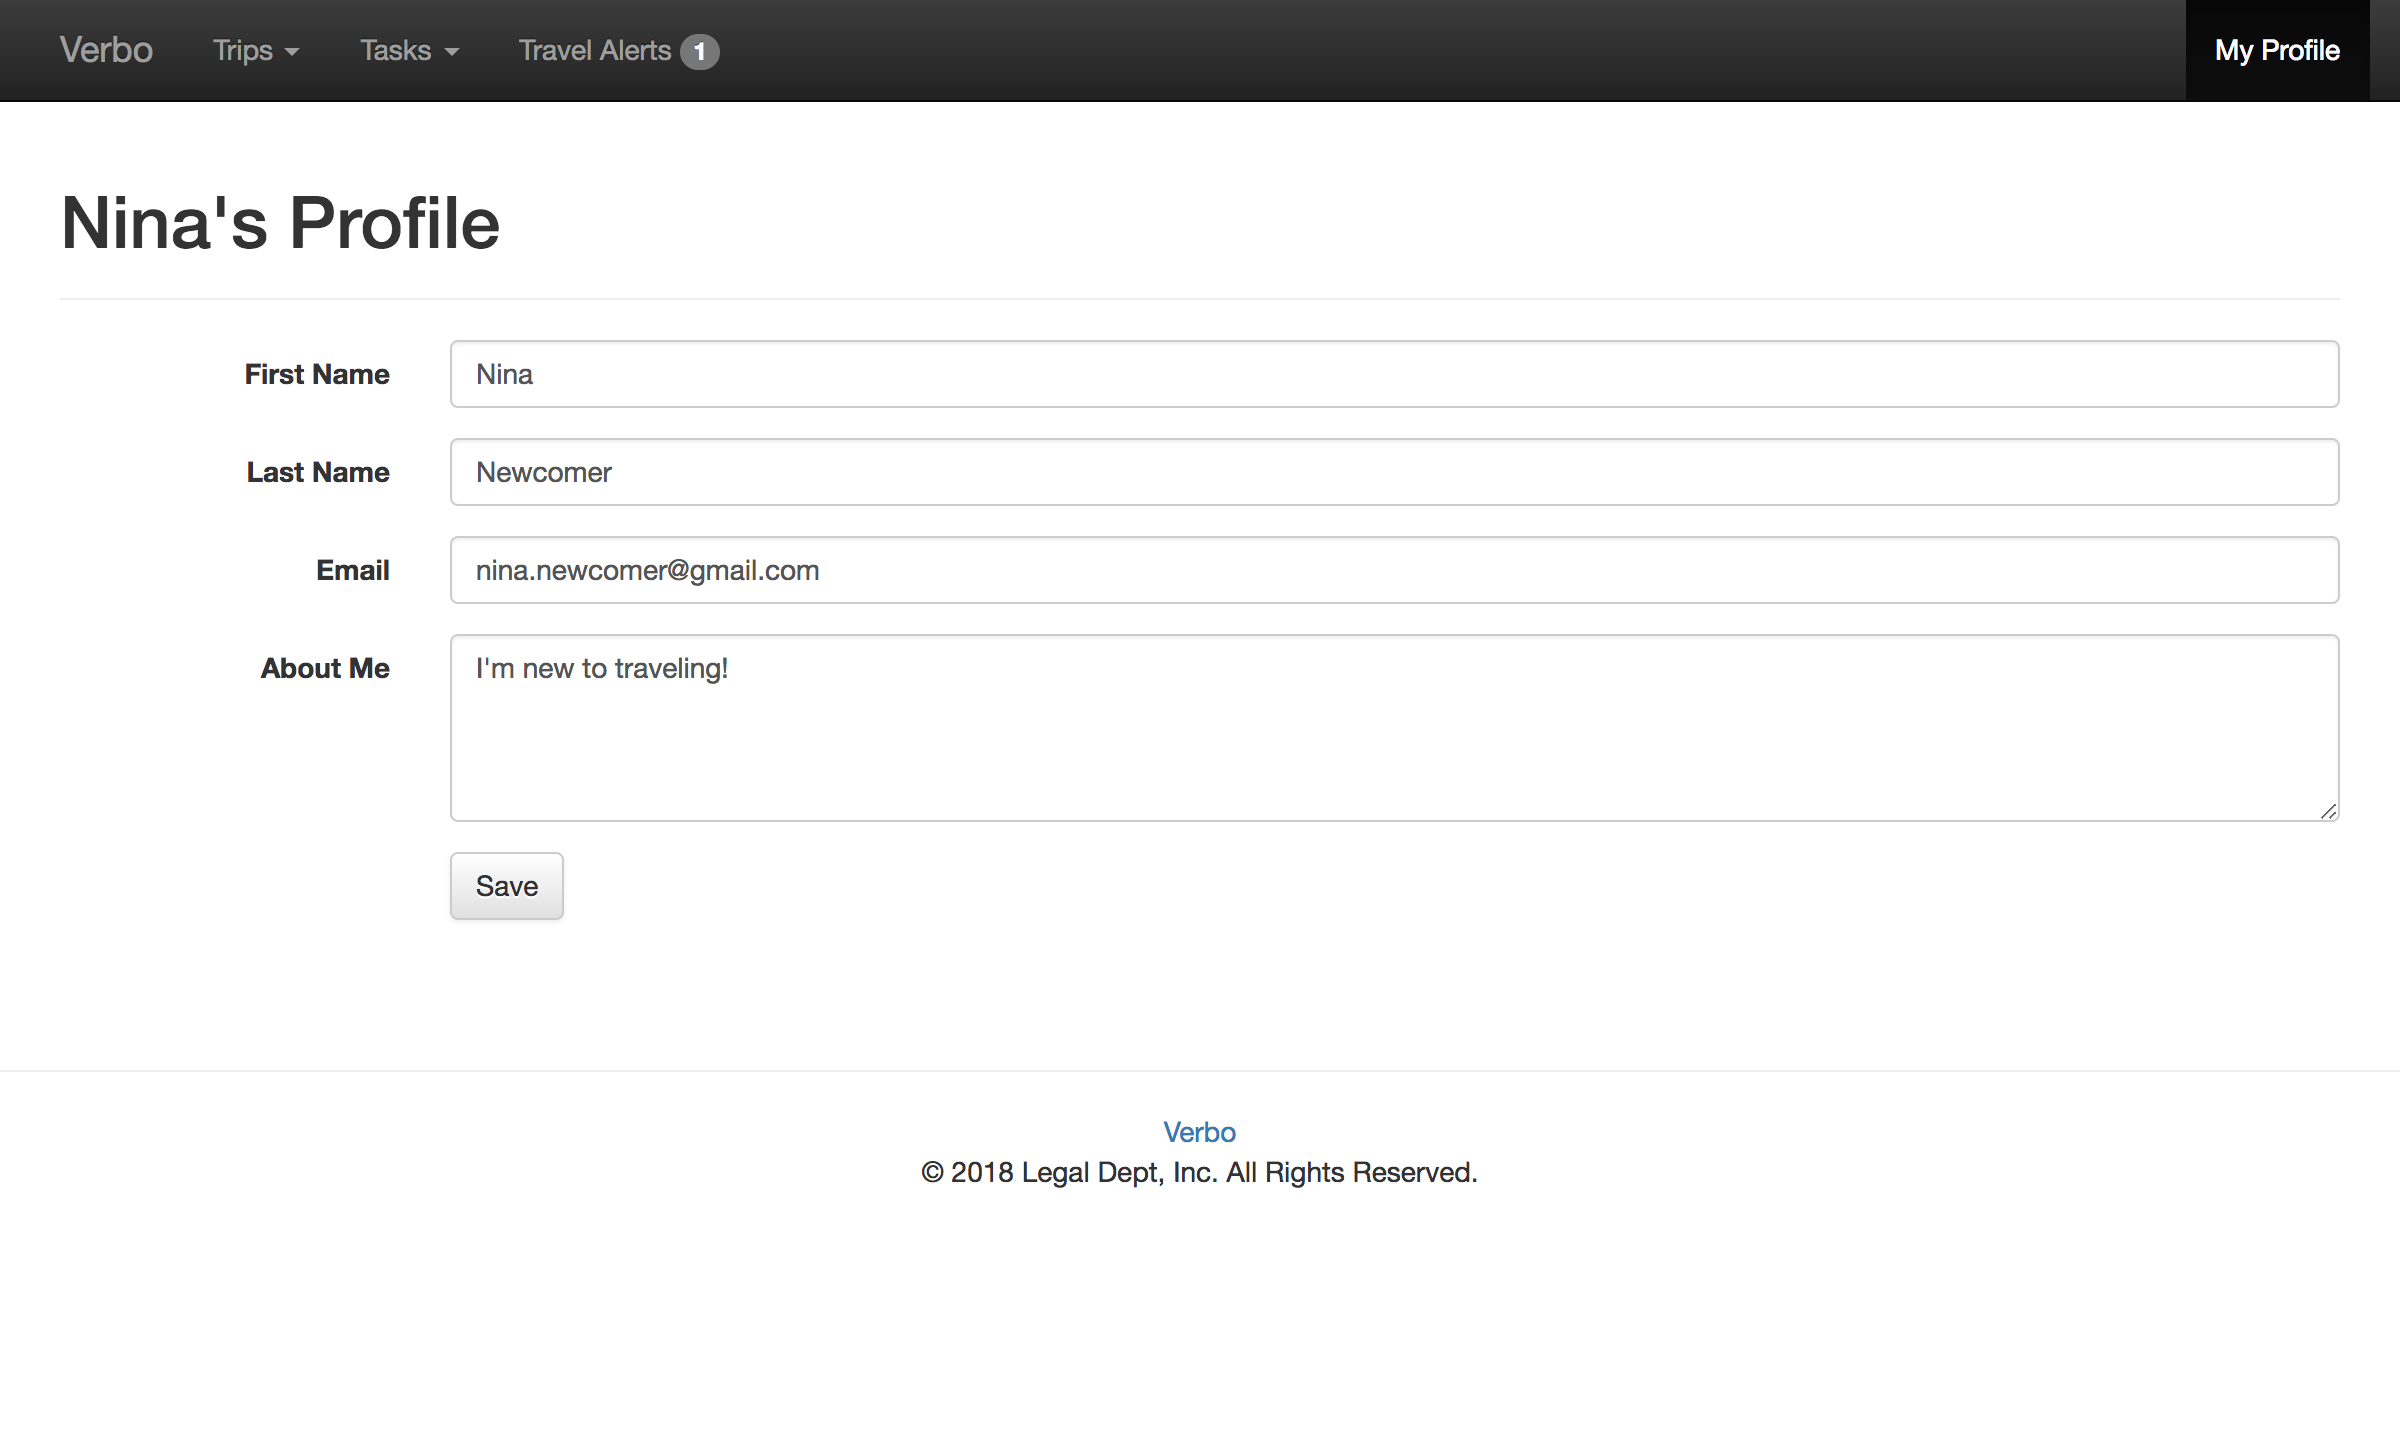 Verbo Trips Tasks Travel Alerts 1 My Profile
Nina's Profile
First Name Nina
Last Name Newcomer
Email nina.newcomer@gmail.com
About Me I'm new to traveling!
Save
Verbo
© 2018 Legal Dept, Inc. All Rights Reserved.